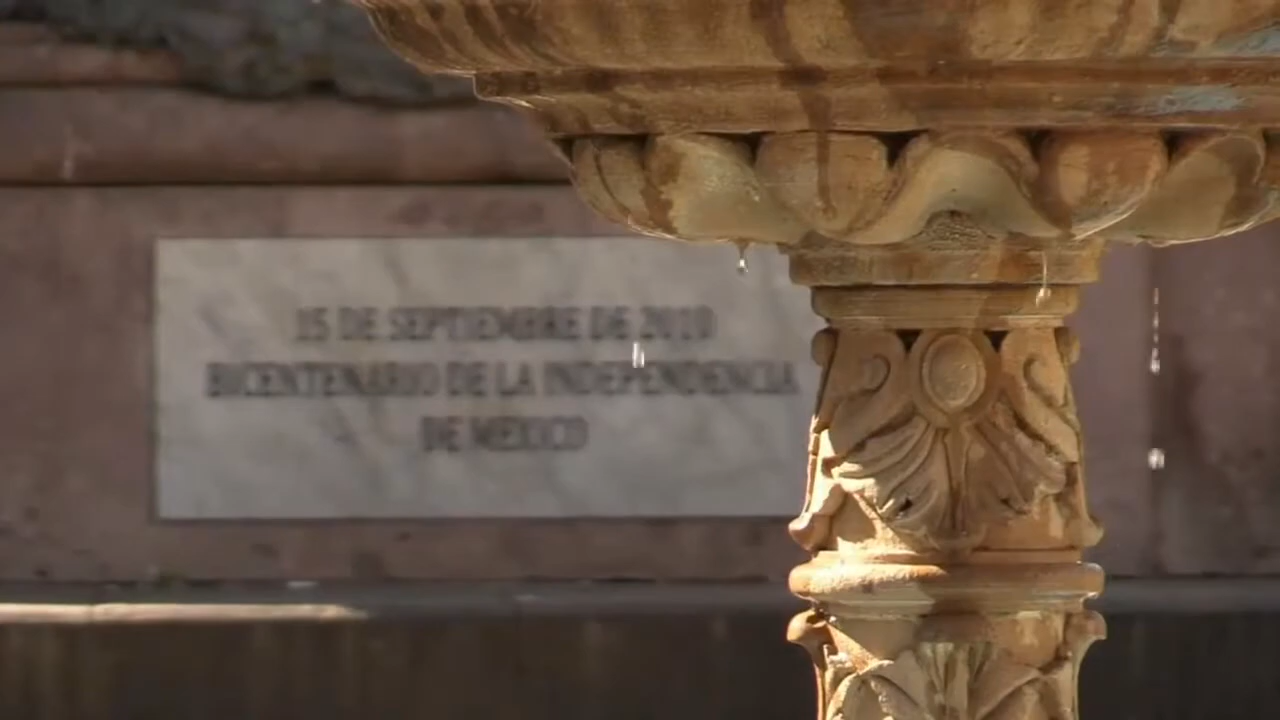 15 DE SEPTIEMBRE DE 2010
BICENTENARIO DE LA INDEPENDENCIA
DE MEXICO